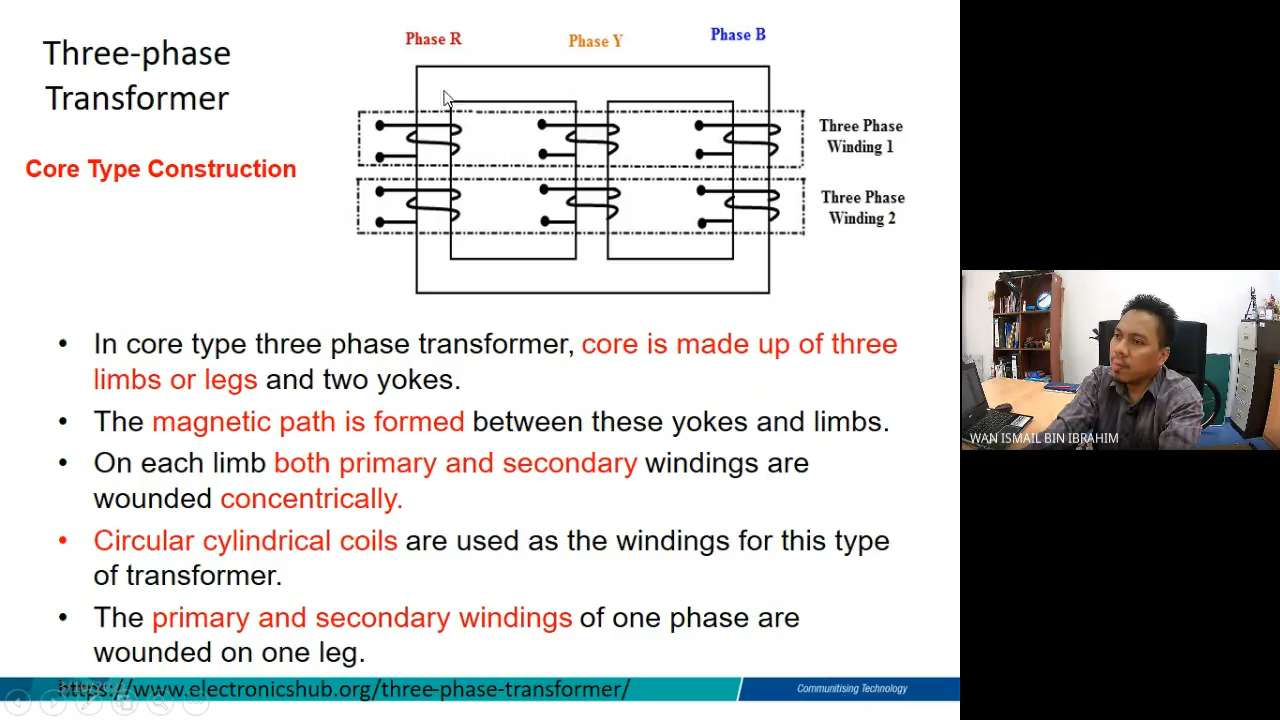 Three-phase
Transformer
Core Type Construction
Phase R
Phase Y
Phase B
Three Phase
Winding 1
Three Phase
Winding 2
• In core type three phase transformer, core is made up of three
limbs or legs and two yokes.
• The magnetic path is formed between these yokes and limbs.
• On each limb both primary and secondary windings are
wounded concentrically.
• Circular cylindrical coils are used as the windings for this type
of transformer.
• The primary and secondary windings of one phase are
wounded on one leg.
https://www.electronicshub.org/three-phase-transformer/
Communitising Technology
WAN ISMAIL BIN IBRAHIM